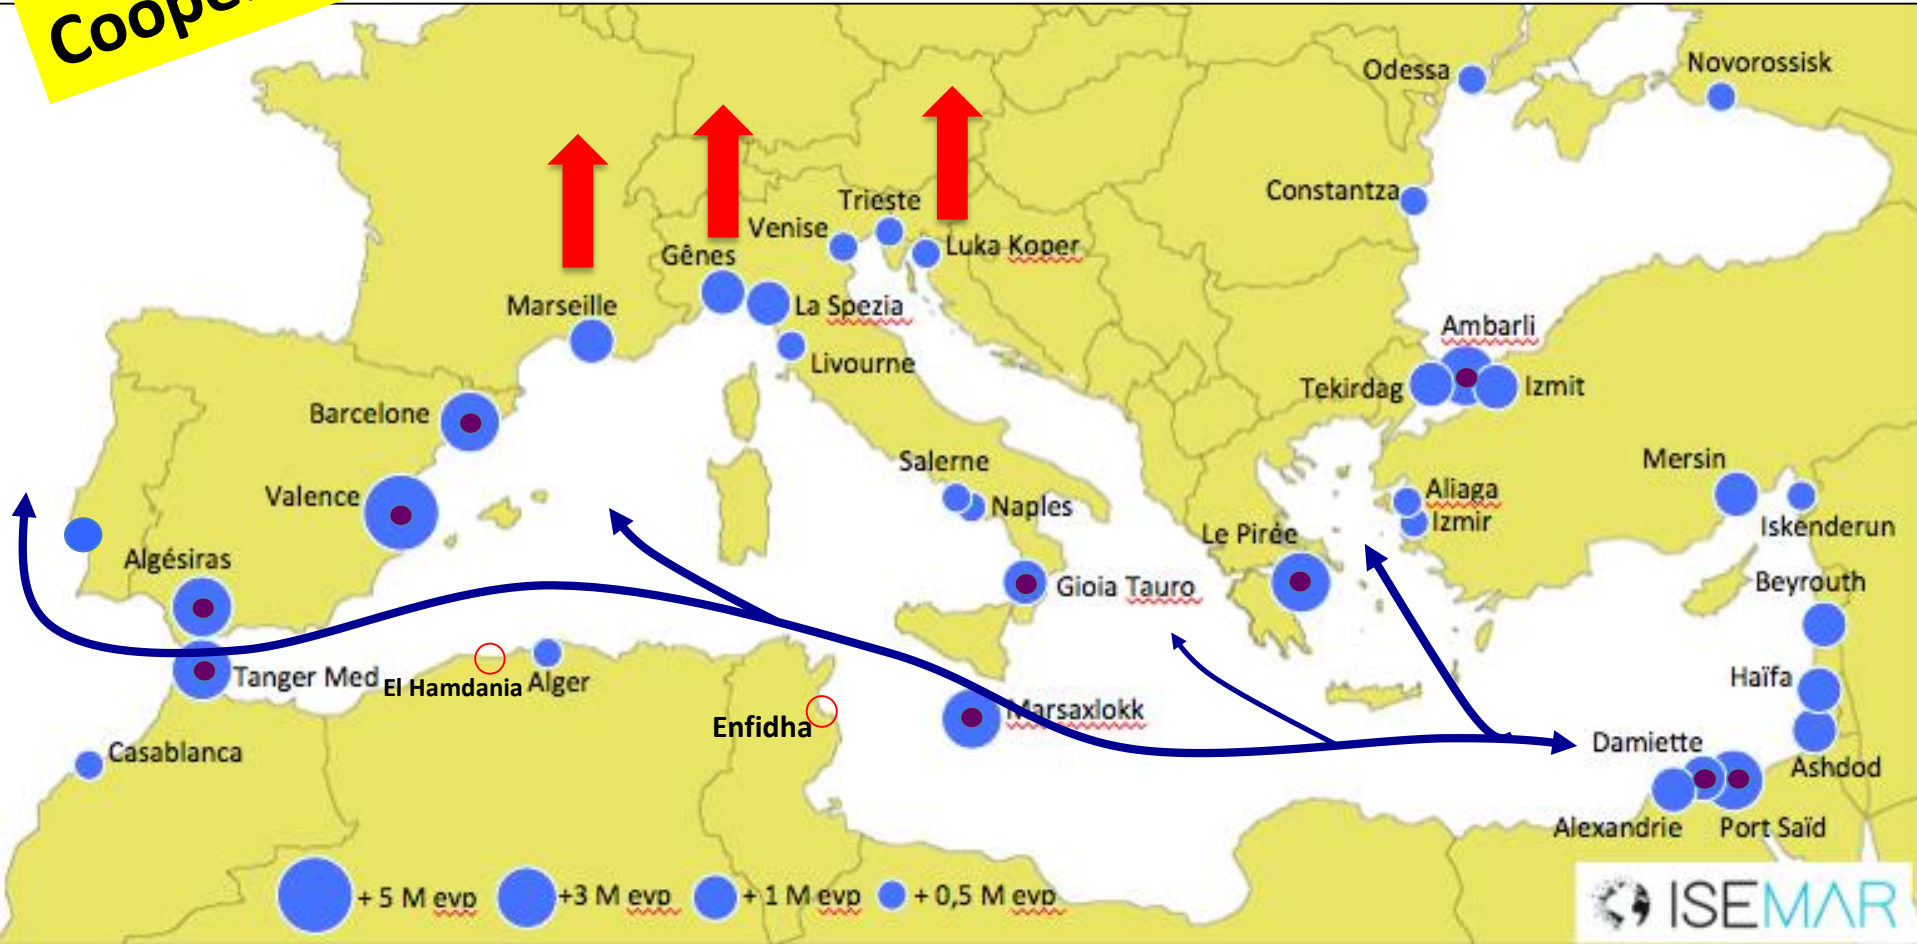 Odessa
Novorossisk
Constantza
Trieste
Venise
Luka Koper
Gênes
Marseille
La Spezia
Livourne
Ambarli
Tekirdag
Izmit
Barcelone
Valence
Salerne
Naples
Mersin
Aliaga
Izmir
Iskenderun
Le Pirée
Algésiras
Gioia Tauro
Beyrouth
Tanger Med
El Hamdania
Alger
Haïfa
Enfidha
Marsaxlokk
Casablanca
Damiette
Ashdod
Alexandrie
Port Saïd
+ 5 M evp
+3 M evp
+ 1 M evp
+ 0,5 M evp
ISEMAR